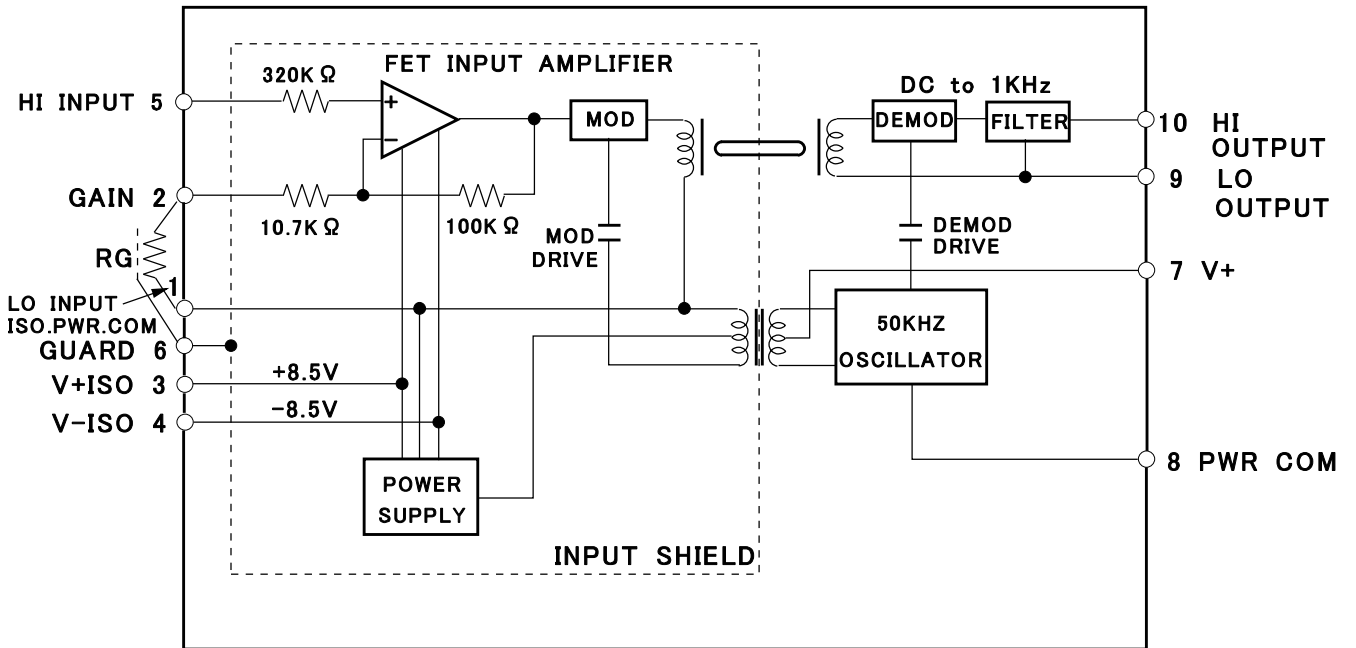 FET INPUT AMPLIFIER
320K Ω
HI INPUT 5
+
−
MOD
DC to 1KHz
DEMOD
FILTER
10 HI
OUTPUT
9 LO
OUTPUT
GAIN 2
10.7K Ω
100K Ω
MOD
DRIVE
DEMOD
DRIVE
RG
1
LO INPUT
ISO.PWR.COM
GUARD 6
7 V+
50KHZ
OSCILLATOR
V+ISO 3
+8.5V
V−ISO 4
−8.5V
POWER
SUPPLY
8 PWR COM
INPUT SHIELD